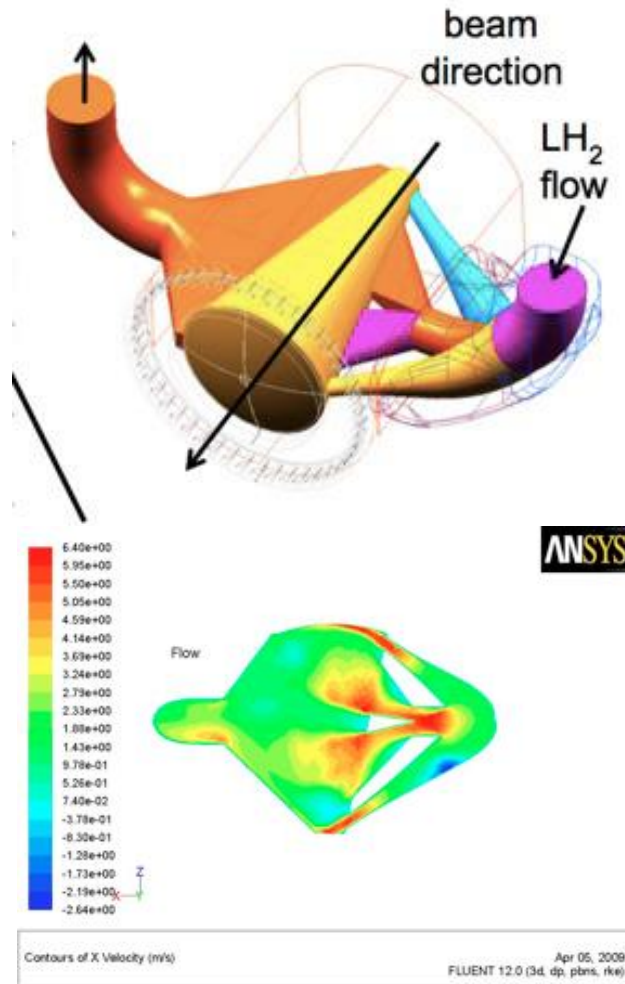 beam
direction
LH₂
flow
ANSYS
6.40e+00
5.95e+00
5.50e+00
5.05e+00
4.59e+00
4.14e+00
3.69e+00
3.24e+00
2.79e+00
2.33e+00
1.88e+00
1.43e+00
9.78e-01
5.26e-01
7.40e-02
-3.78e-01
-8.30e-01
-1.28e+00
-1.73e+00
-2.19e+00
-2.64e+00
Flow
Z
X
Y
Contours of X Velocity (m/s)
Apr 05, 2009
FLUENT 12.0 (3d, dp, pbns, rke)